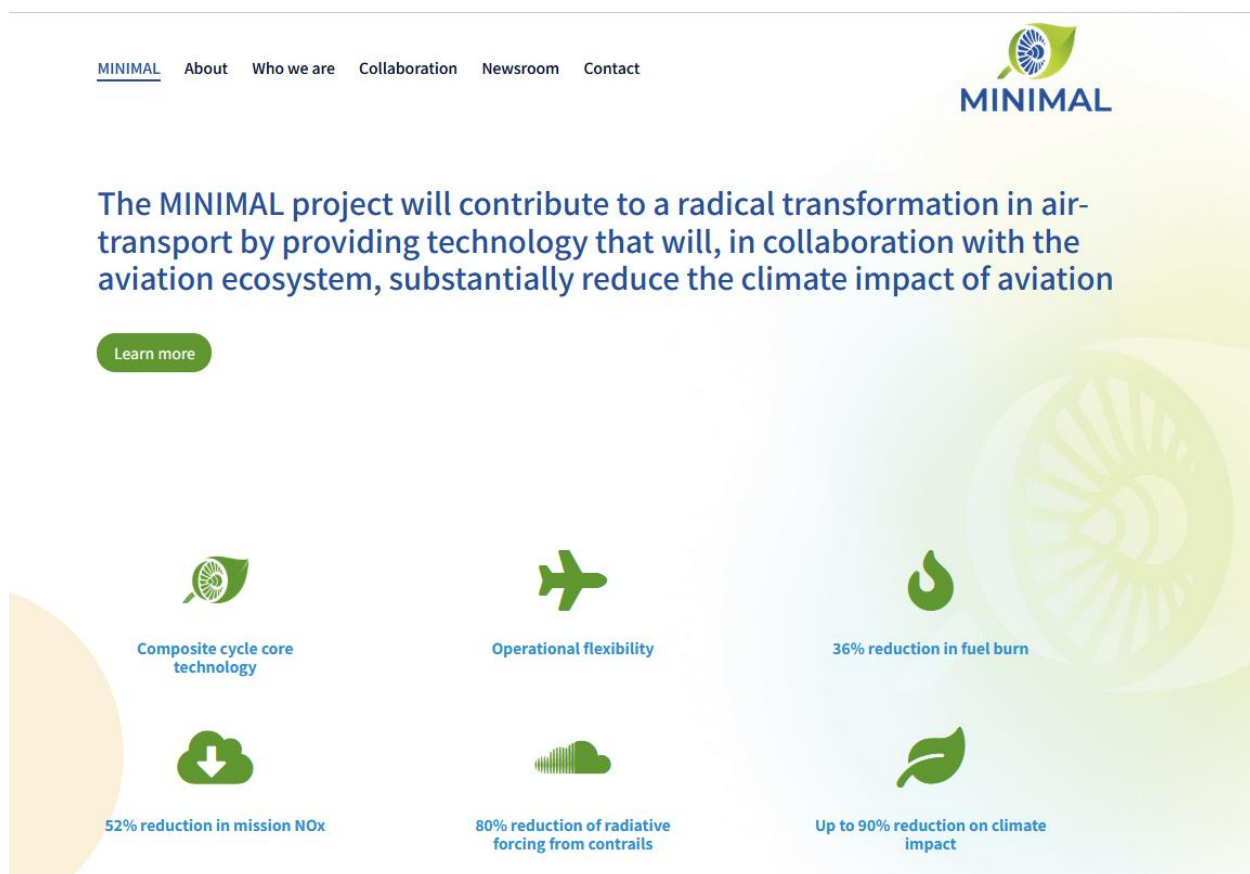 MINIMAL About Who we are Collaboration Newsroom Contact
MINIMAL
The MINIMAL project will contribute to a radical transformation in air-
transport by providing technology that will, in collaboration with the
aviation ecosystem, substantially reduce the climate impact of aviation
Learn more
Composite cycle core
technology
Operational flexibility
36% reduction in fuel burn
52% reduction in mission NOx
80% reduction of radiative
forcing from contrails
Up to 90% reduction on climate
impact